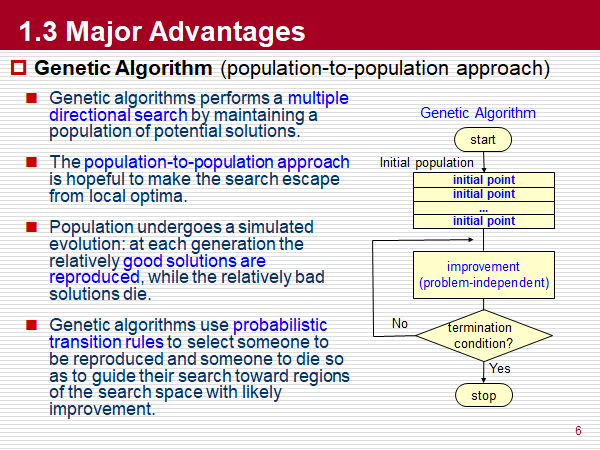 1.3 Major Advantages
Genetic Algorithm (population-to-population approach)
Genetic algorithms performs a multiple
directional search by maintaining a
population of potential solutions.
The population-to-population approach
is hopeful to make the search escape
from local optima.
Population undergoes a simulated
evolution: at each generation the
relatively good solutions are
reproduced, while the relatively bad
solutions die.
Genetic algorithms use probabilistic
transition rules to select someone to
be reproduced and someone to die so
as to guide their search toward regions
of the search space with likely
improvement.
Genetic Algorithm
start
Initial population
initial point
initial point
...
initial point
improvement
(problem-independent)
No
termination
condition?
Yes
stop
6